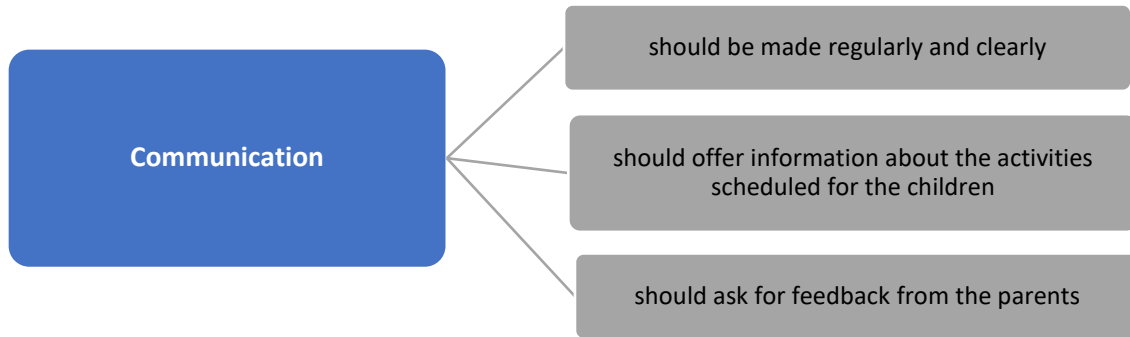 Communication
should be made regularly and clearly
should offer information about the activities
scheduled for the children
should ask for feedback from the parents